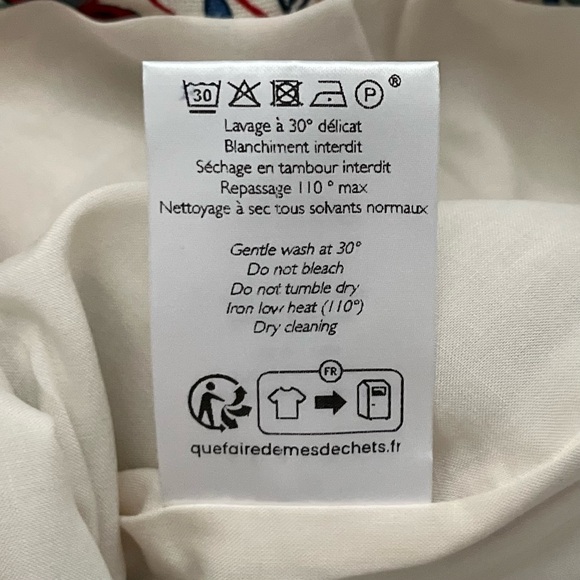 30 P ®
Lavage à 30° délicat
Blanchiment interdit
Séchage en tambour interdit
Repassage 110 ° max
Nettoyage à sec tous solvants normaux
Gentle wash at 30°
Do not bleach
Do not tumble dry
Iron low heat (110°)
Dry cleaning
FR
quefairedemesdechets.fr